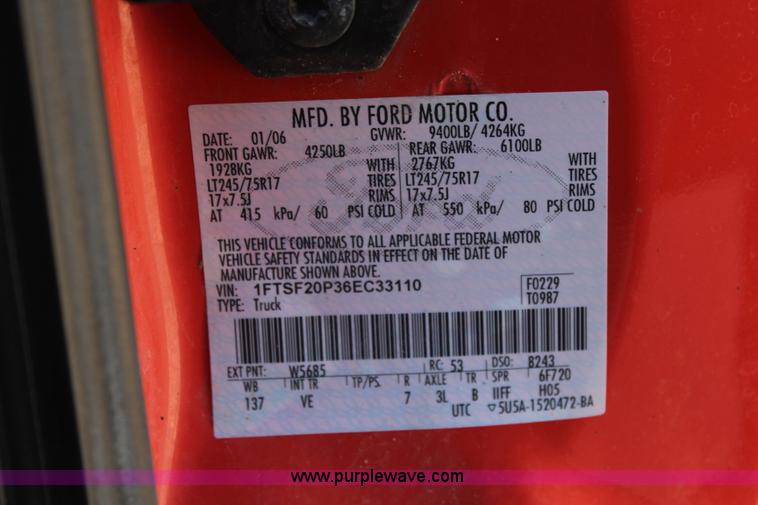 MFD. BY FORD MOTOR CO.
DATE: 01/06 GVWR: 9400LB/ 4264KG
FRONT GAWR: 4250LB REAR GAWR: 6100LB
1928KG WITH 2767KG WITH
LT245/75R17 TIRES LT245/75R17 TIRES
17x7.5J RIMS 17x7.5J RIMS
AT 415 kPa/ 60 PSI COLD AT 550 kPa/ 80 PSI COLD
THIS VEHICLE CONFORMS TO ALL APPLICABLE FEDERAL MOTOR
VEHICLE SAFETY STANDARDS IN EFFECT ON THE DATE OF
MANUFACTURE SHOWN ABOVE.
VIN: 1FTSF20P36EC33110 F0229
TYPE: Truck T0987
EXT PNT: W5685 RC: 53 DSO: 8243
WB INT TR TP/PS R AXLE TR SPR 6F720
137 VE 7 3L B IIFF H05
UTC ▽5U5A-1520472-BA
www.purplewave.com